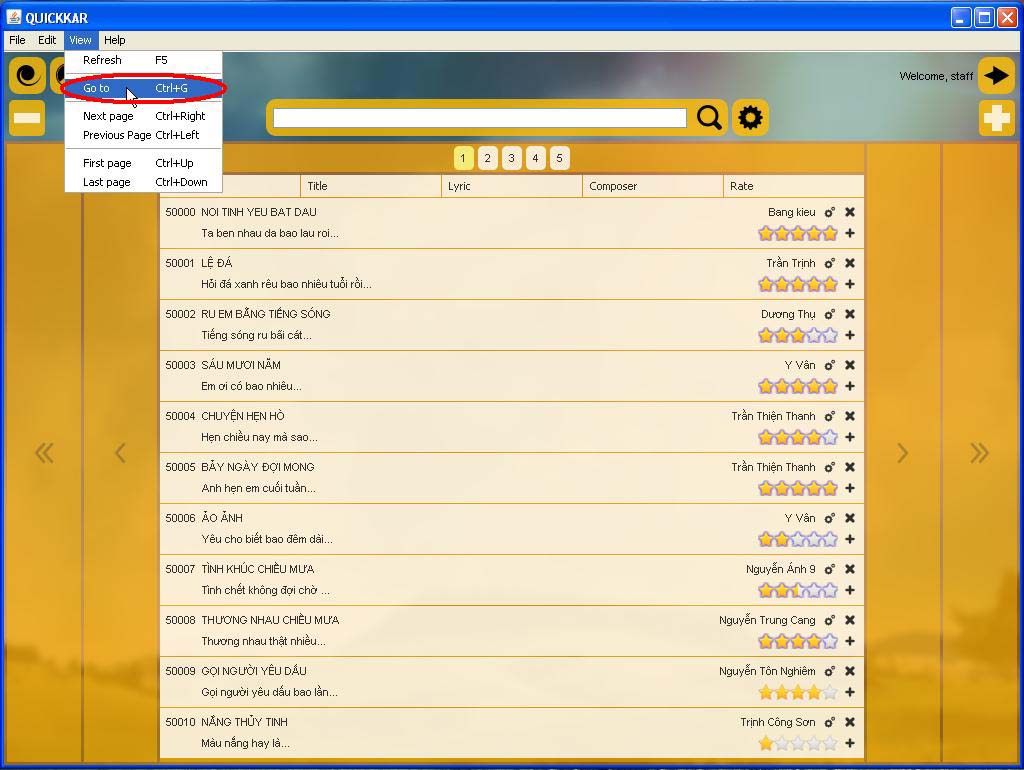 QUICKKAR
File Edit View Help
Refresh F5
Go to Ctrl+G
Next page Ctrl+Right
Previous Page Ctrl+Left
First page Ctrl+Up
Last page Ctrl+Down
Welcome, staff
1 2 3 4 5
Title Lyric Composer Rate
50000 NOI TINH YEU BAT DAU Bang kieu
Ta ben nhau da bao lau roi...
50001 LỆ ĐÁ Trần Trịnh
Hỏi đá xanh rêu bao nhiêu tuổi rồi...
50002 RU EM BẰNG TIẾNG SÓNG Dương Thụ
Tiếng sóng ru bãi cát...
50003 SÁU MƯƠI NĂM Y Vân
Em ơi có bao nhiêu...
50004 CHUYỆN HẸN HÒ Trần Thiện Thanh
Hẹn chiều nay mà sao...
50005 BẢY NGÀY ĐỢI MONG Trần Thiện Thanh
Anh hẹn em cuối tuần...
50006 ẢO ẢNH Y Vân
Yêu cho biết bao đêm dài...
50007 TÌNH KHÚC CHIỀU MƯA Nguyễn Ánh 9
Tình chết không đợi chờ ...
50008 THƯƠNG NHAU CHIỀU MƯA Nguyễn Trung Cang
Thương nhau thật nhiều...
50009 GỌI NGƯỜI YÊU DẤU Nguyễn Tôn Nghiêm
Gọi người yêu dấu bao lần...
50010 NẮNG THỦY TINH Trịnh Công Sơn
Màu nắng hay là...